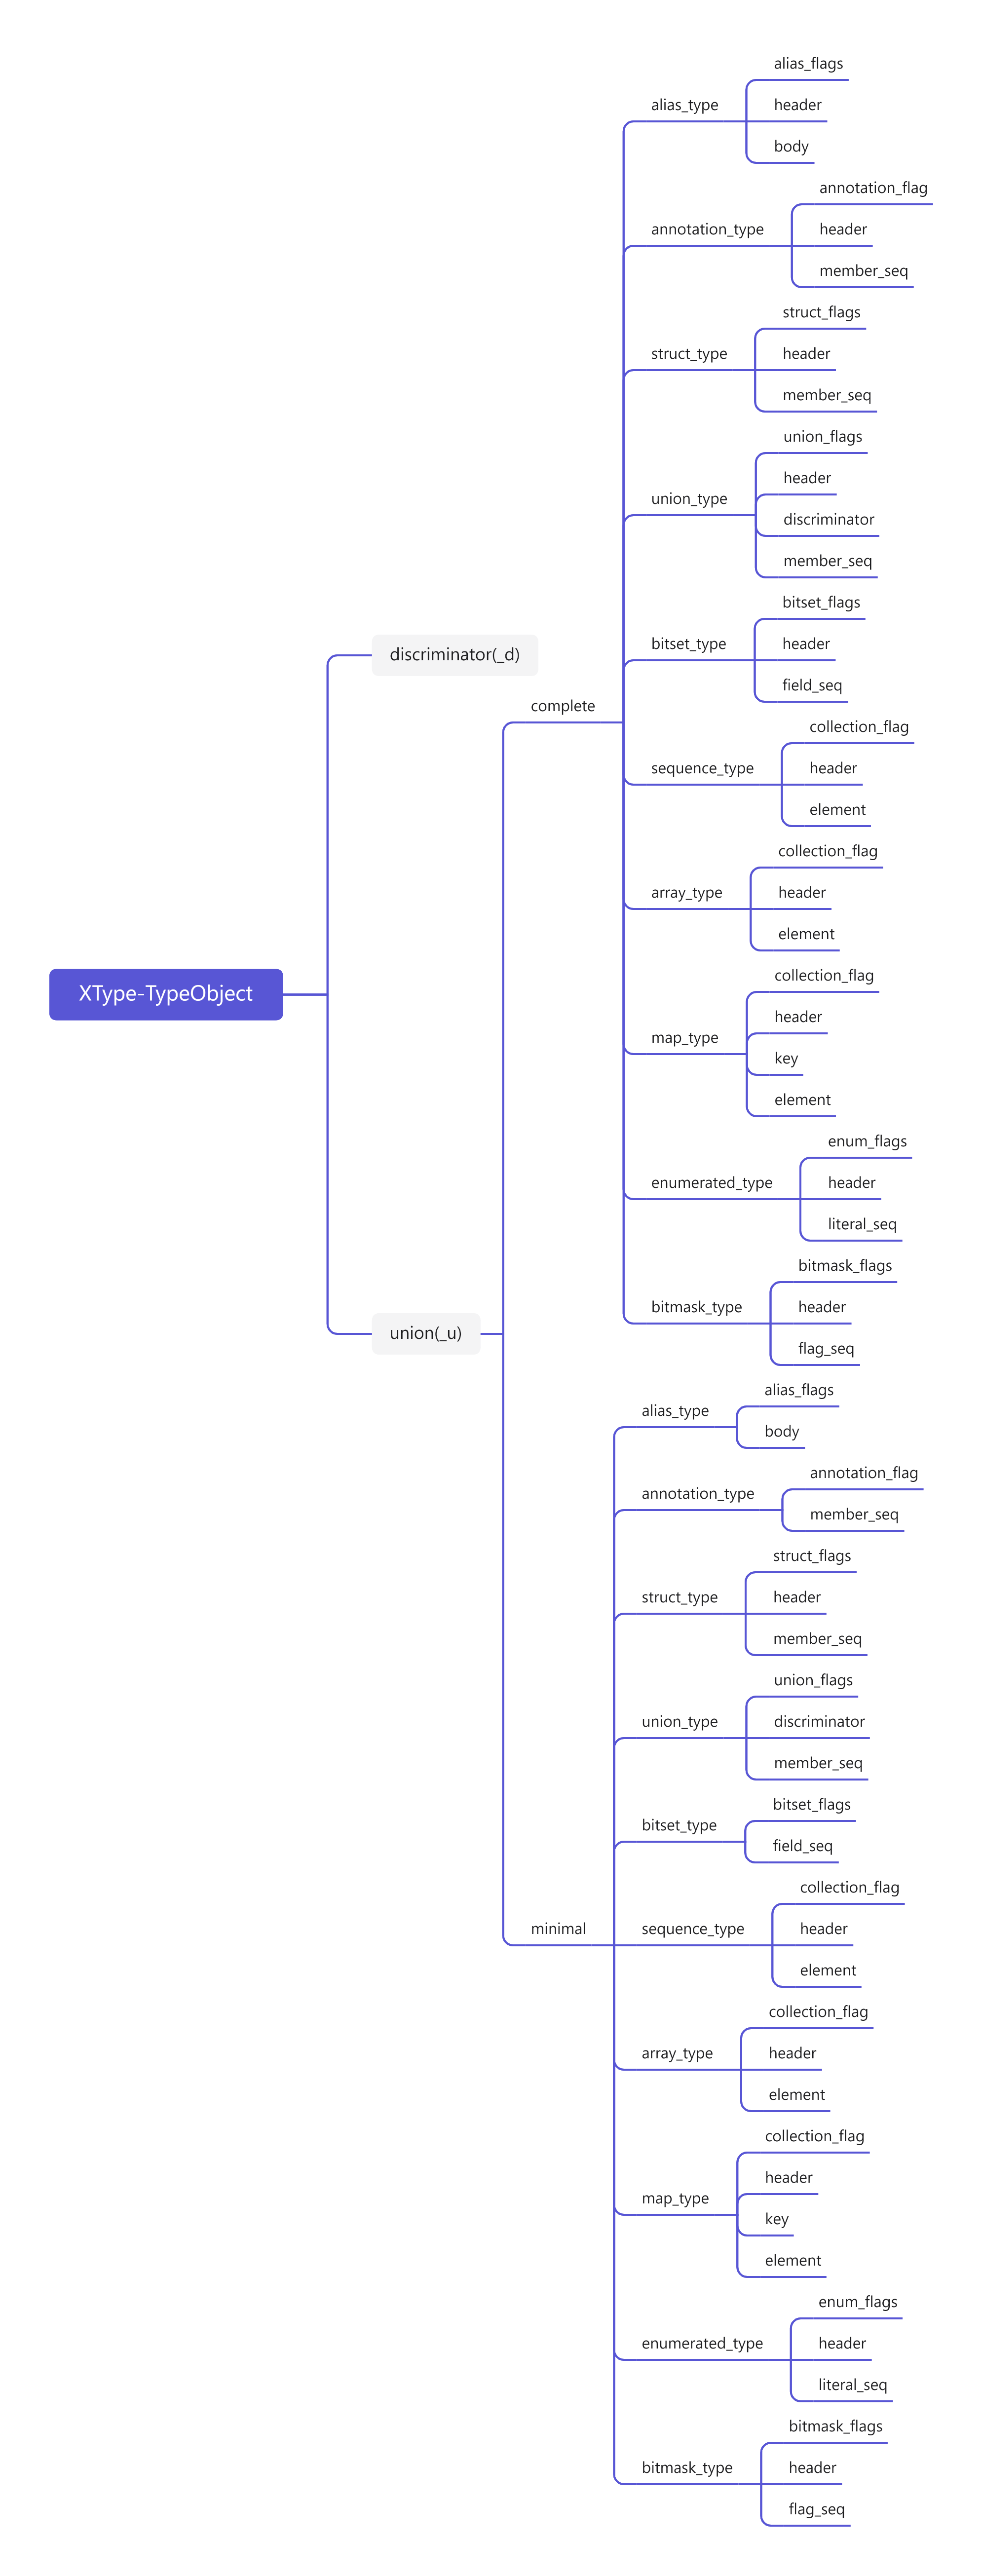 XType-TypeObject
discriminator(_d)
union(_u)
complete
alias_type
alias_flags
header
body
annotation_type
annotation_flag
header
member_seq
struct_type
struct_flags
header
member_seq
union_type
union_flags
header
discriminator
member_seq
bitset_type
bitset_flags
header
field_seq
sequence_type
collection_flag
header
element
array_type
collection_flag
header
element
map_type
collection_flag
header
key
element
enumerated_type
enum_flags
header
literal_seq
bitmask_type
bitmask_flags
header
flag_seq
minimal
alias_type
alias_flags
body
annotation_type
annotation_flag
member_seq
struct_type
struct_flags
header
member_seq
union_type
union_flags
discriminator
member_seq
bitset_type
bitset_flags
field_seq
sequence_type
collection_flag
header
element
array_type
collection_flag
header
element
map_type
collection_flag
header
key
element
enumerated_type
enum_flags
header
literal_seq
bitmask_type
bitmask_flags
header
flag_seq